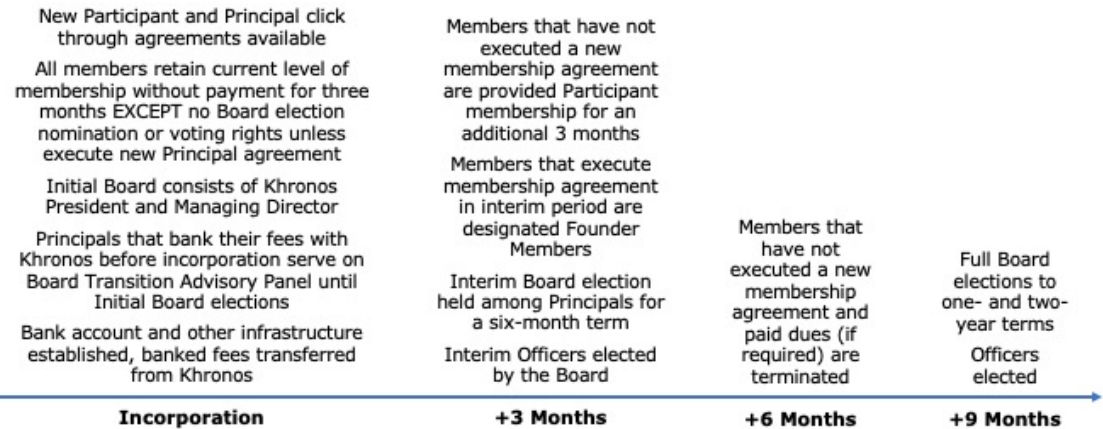 New Participant and Principal click
through agreements available
All members retain current level of
membership without payment for three
months EXCEPT no Board election
nomination or voting rights unless
execute new Principal agreement
Initial Board consists of Khronos
President and Managing Director
Principals that bank their fees with
Khronos before incorporation serve on
Board Transition Advisory Panel until
Initial Board elections
Bank account and other infrastructure
established, banked fees transferred
from Khronos
Incorporation
Members that have not
executed a new
membership agreement
are provided Participant
membership for an
additional 3 months
Members that execute
membership agreement
in interim period are
designated Founder
Members
Interim Board election
held among Principals for
a six-month term
Interim Officers elected
by the Board
+3 Months
Members that
have not
executed a new
membership
agreement and
paid dues (if
required) are
terminated
+6 Months
Full Board
elections to
one- and two-
year terms
Officers
elected
+9 Months